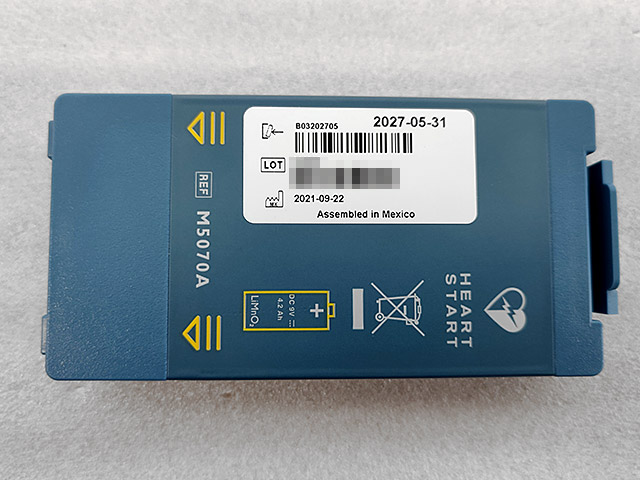 B03202705
2027-05-31
LOT
2021-09-22
Assembled in Mexico
REF
M5070A
DC 9V
4.2 Ah
LiMnO₂
HEART
START